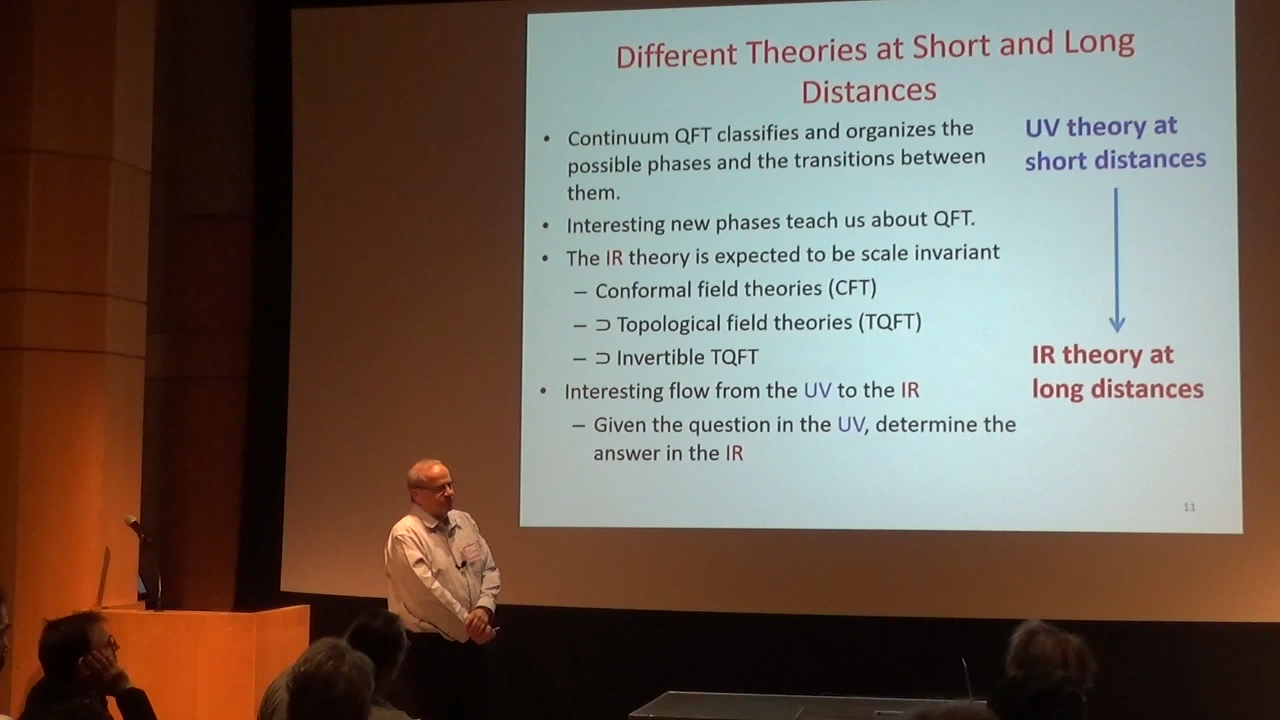 Different Theories at Short and Long
Distances
• Continuum QFT classifies and organizes the
possible phases and the transitions between
them.
• Interesting new phases teach us about QFT.
• The IR theory is expected to be scale invariant
– Conformal field theories (CFT)
– ⊃ Topological field theories (TQFT)
– ⊃ Invertible TQFT
• Interesting flow from the UV to the IR
– Given the question in the UV, determine the
answer in the IR
UV theory at
short distances
IR theory at
long distances
11